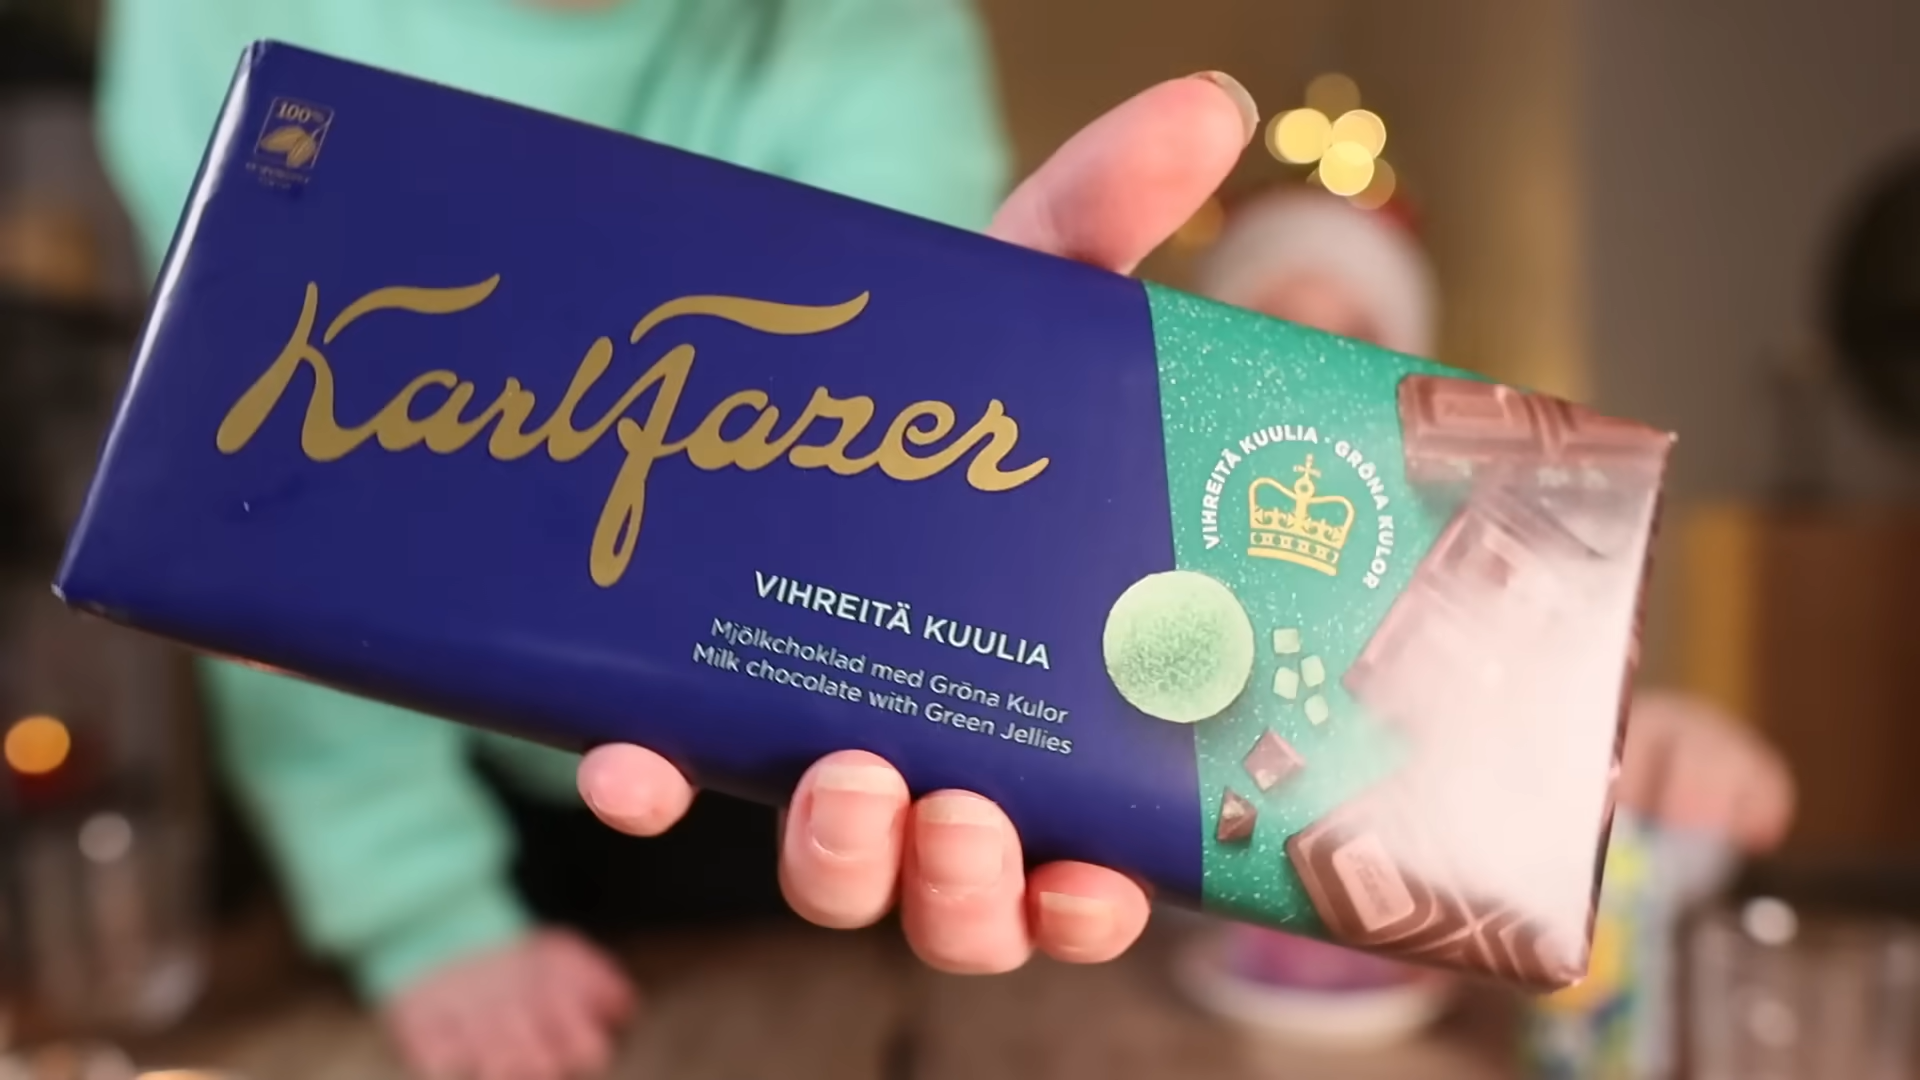 100%
Karl Fazer
VIHREITÄ KUULIA
Mjölkchoklad med Gröna Kulor
Milk chocolate with Green Jellies
VIHREITÄ KUULIA · GRÖNA KULOR